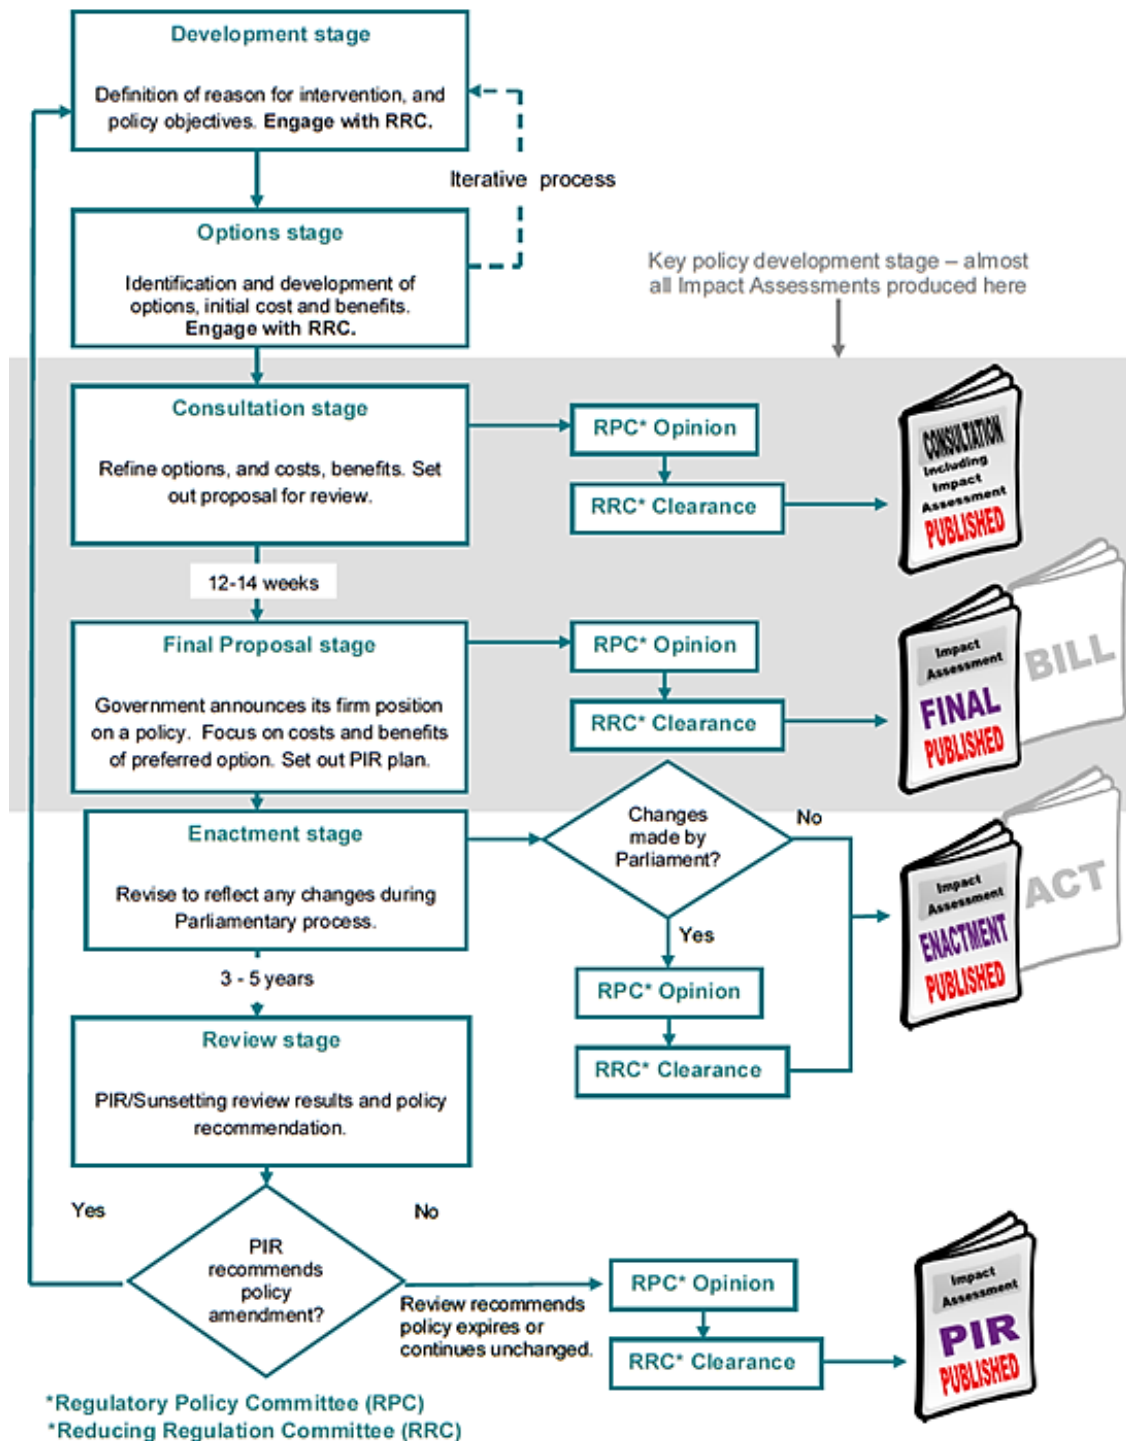 Development stage
Definition of reason for intervention, and
policy objectives. Engage with RRC.
Iterative process
Options stage
Identification and development of
options, initial cost and benefits.
Engage with RRC.
Key policy development stage – almost
all Impact Assessments produced here
Consultation stage
Refine options, and costs, benefits. Set
out proposal for review.
RPC* Opinion
RRC* Clearance
CONSULTATION
Including
Impact
Assessment
PUBLISHED
12-14 weeks
Final Proposal stage
Government announces its firm position
on a policy. Focus on costs and benefits
of preferred option. Set out PIR plan.
RPC* Opinion
RRC* Clearance
Impact
Assessment
FINAL
PUBLISHED
BILL
Enactment stage
Revise to reflect any changes during
Parliamentary process.
Changes
made by
Parliament?
No
Yes
RPC* Opinion
RRC* Clearance
Impact
Assessment
ENACTMENT
PUBLISHED
ACT
3 - 5 years
Review stage
PIR/Sunsetting review results and policy
recommendation.
Yes
No
PIR
recommends
policy
amendment?
Review recommends
policy expires or
continues unchanged.
RPC* Opinion
RRC* Clearance
Impact
Assessment
PIR
PUBLISHED
*Regulatory Policy Committee (RPC)
*Reducing Regulation Committee (RRC)